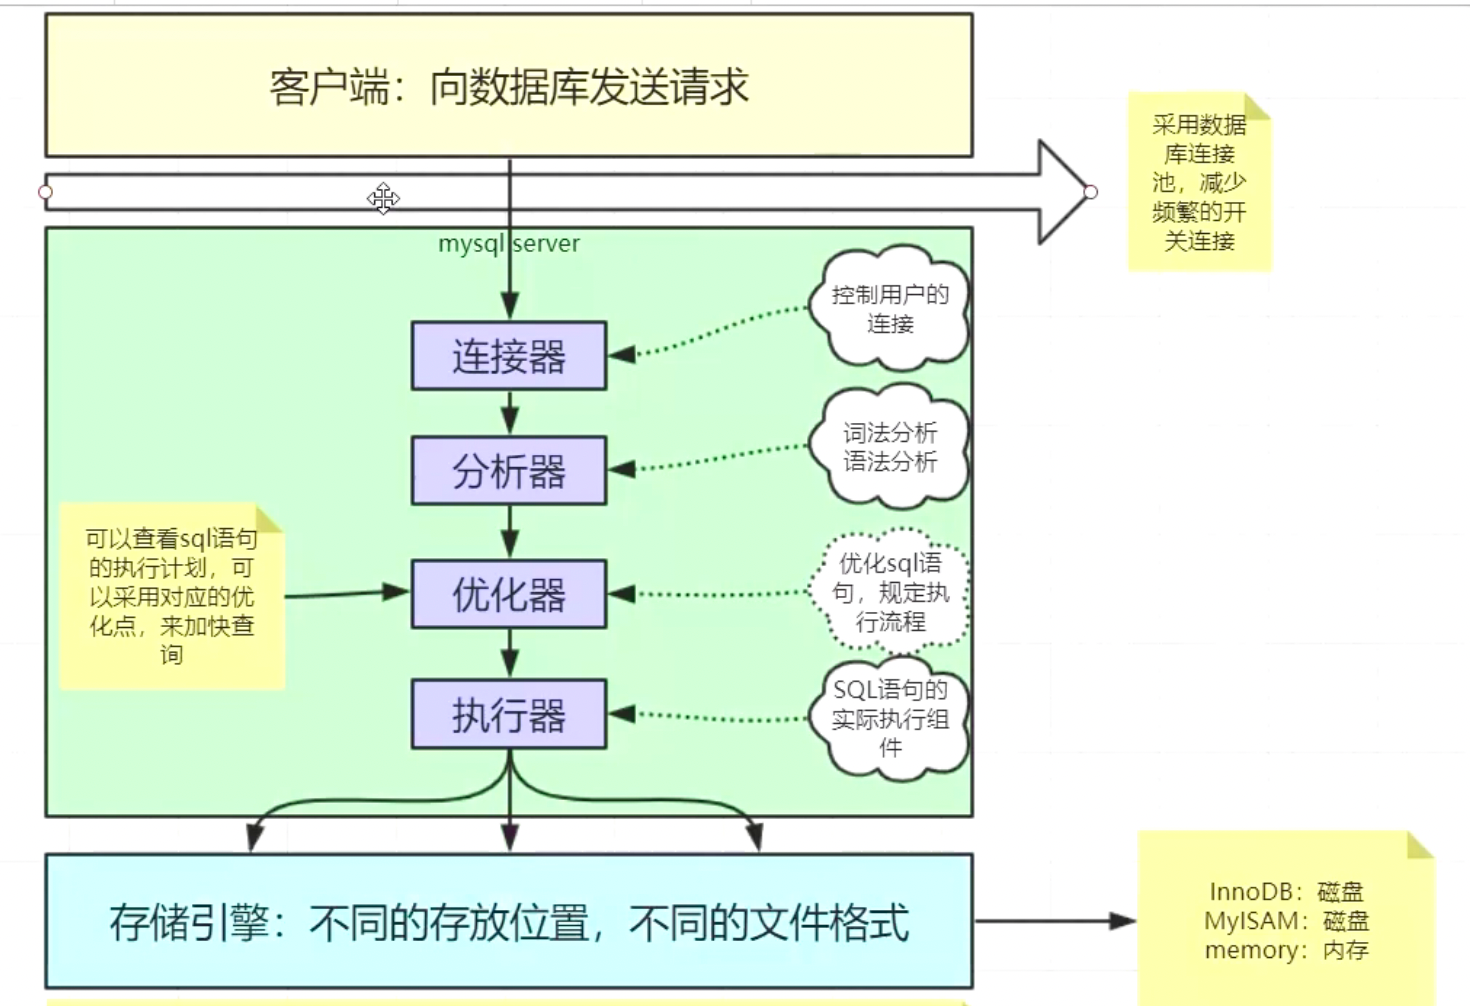 客户端：向数据库发送请求
采用数据
库连接
池，减少
频繁的开
关连接
mysql server
控制用户的
连接
连接器
词法分析
语法分析
分析器
可以查看sql语句
的执行计划，可
以采用对应的优
化点，来加快查
询
优化器
优化sql语
句，规定执
行流程
执行器
SQL语句的
实际执行组
件
存储引擎：不同的存放位置，不同的文件格式
InnoDB：磁盘
MyISAM：磁盘
memory：内存